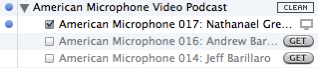 American Microphone Video Podcast CLEAN
American Microphone 017: Nathanael Gre...
American Microphone 016: Andrew Bar... GET
American Microphone 014: Jeff Barillaro GET